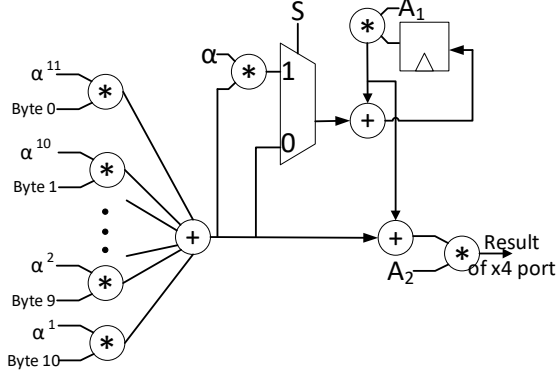 S
A₁
α
*
*
1
α¹¹
Byte 0
*
+
α¹⁰
Byte 1
*
0
+
+
α²
Byte 9
*
A₂
*
Result
of x4 port
α¹
Byte 10
*